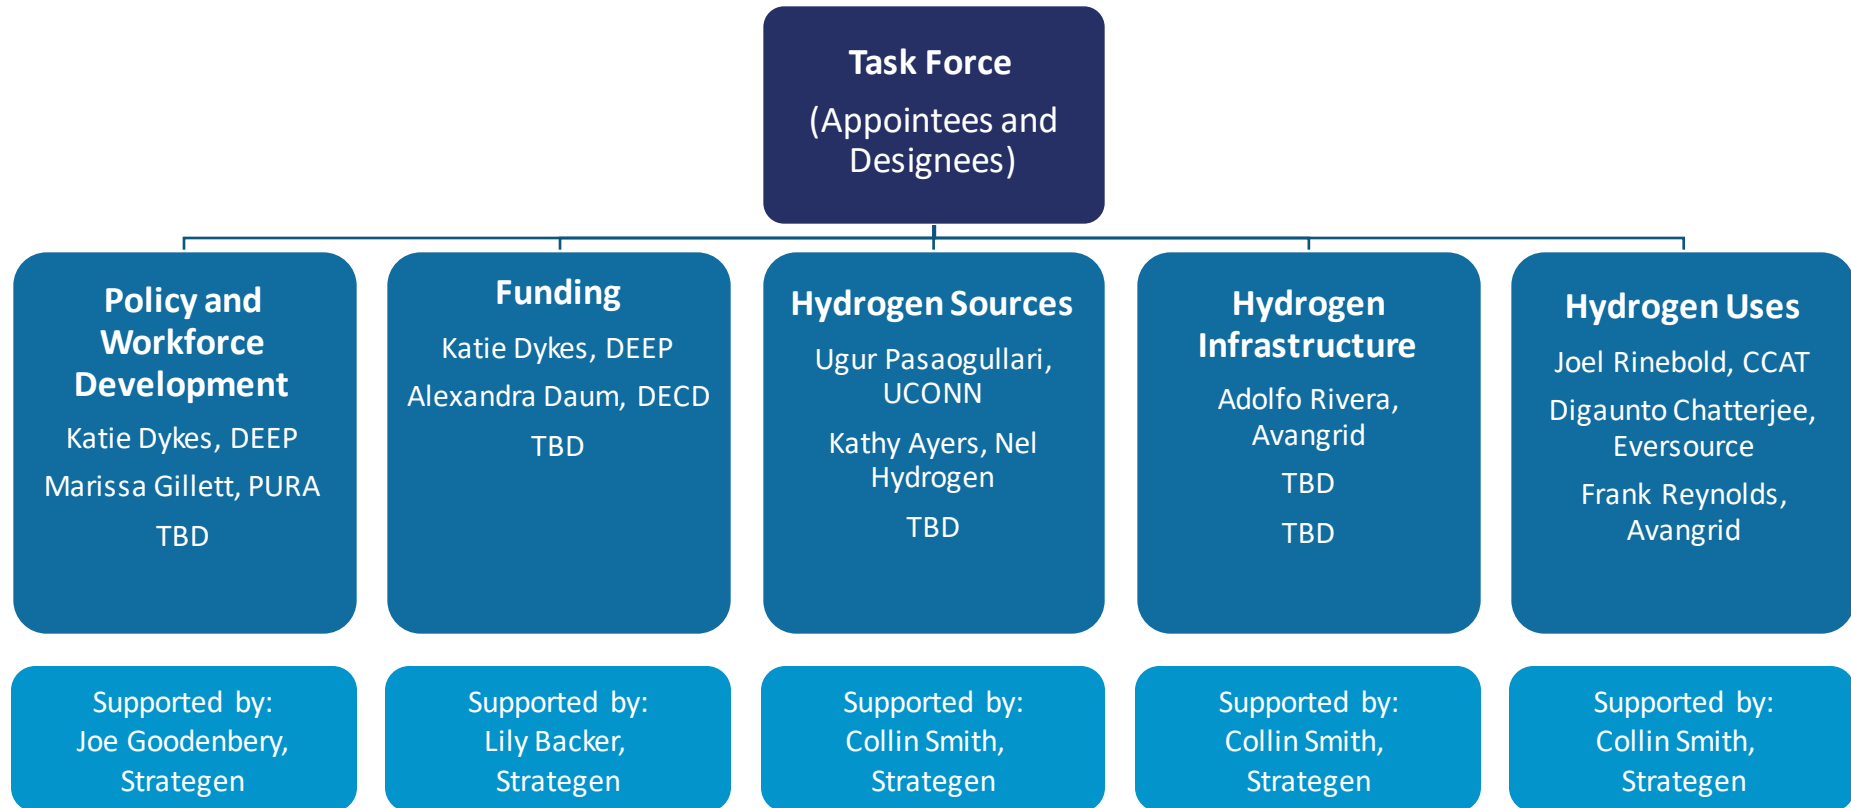 Task Force
(Appointees and
Designees)
Policy and
Workforce
Development
Katie Dykes, DEEP
Marissa Gillett, PURA
TBD
Funding
Katie Dykes, DEEP
Alexandra Daum, DECD
TBD
Hydrogen Sources
Ugur Pasaogullari,
UCONN
Kathy Ayers, Nel
Hydrogen
TBD
Hydrogen
Infrastructure
Adolfo Rivera,
Avangrid
TBD
TBD
Hydrogen Uses
Joel Rinebold, CCAT
Digaunto Chatterjee,
Eversource
Frank Reynolds,
Avangrid
Supported by:
Joe Goodenbery,
Strategen
Supported by:
Lily Backer,
Strategen
Supported by:
Collin Smith,
Strategen
Supported by:
Collin Smith,
Strategen
Supported by:
Collin Smith,
Strategen